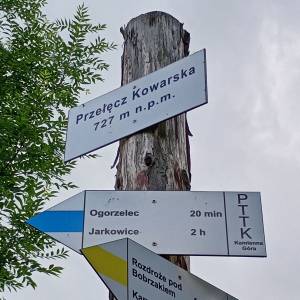 Przełęcz Kowarska
727 m n.p.m.
Ogorzelec 20 min
Jarkowice 2 h
PTTK
Kamienna
Góra
Rozdroże pod
Bobrzakiem